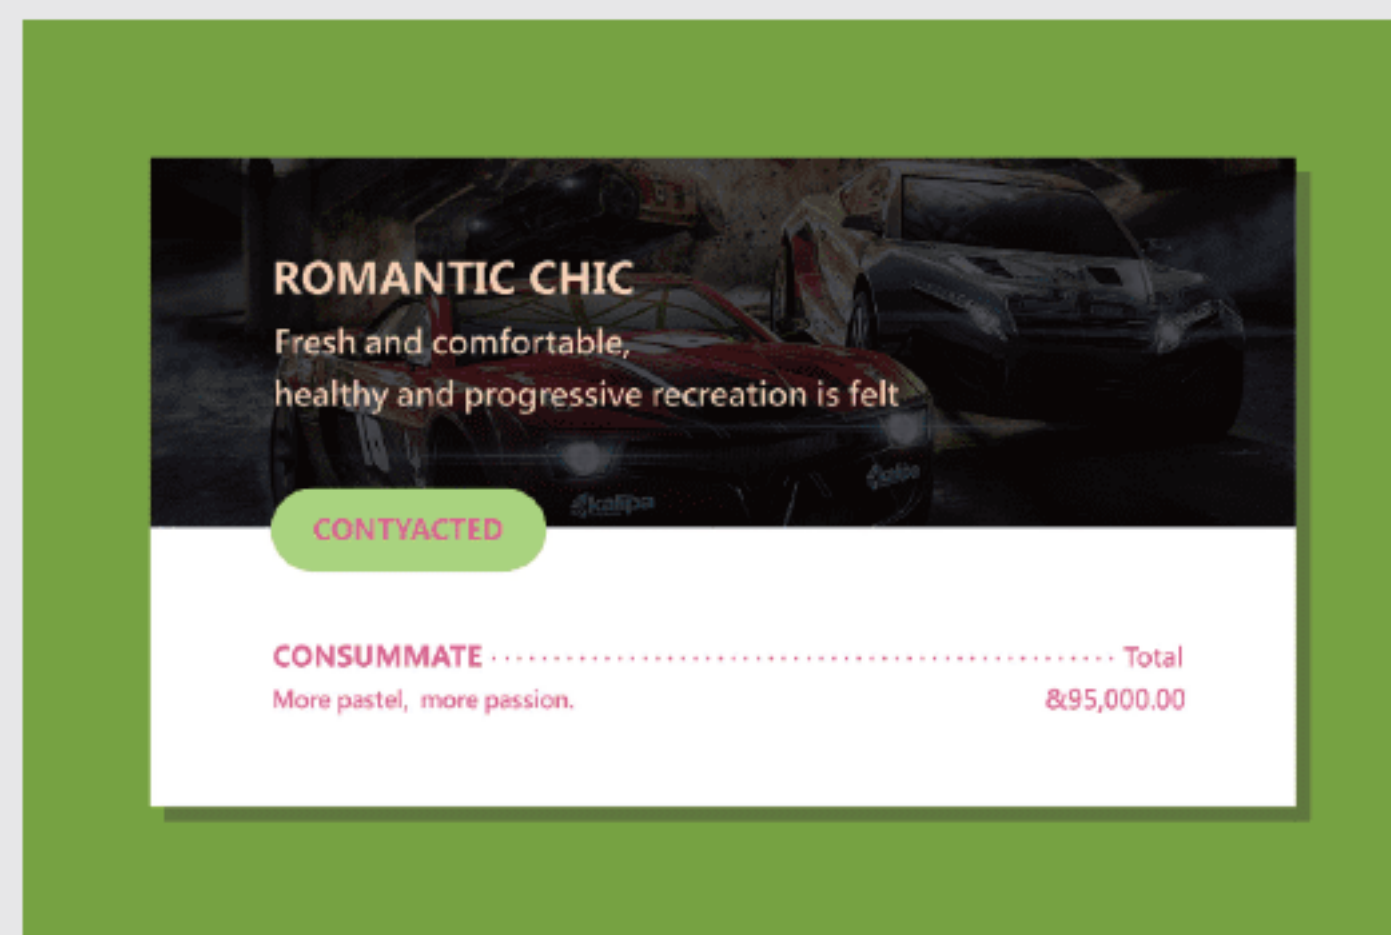 ROMANTIC CHIC
Fresh and comfortable,
healthy and progressive recreation is felt
kalipa
CONTYACTED
CONSUMMATE ································ Total
More pastel, more passion. &95,000.00